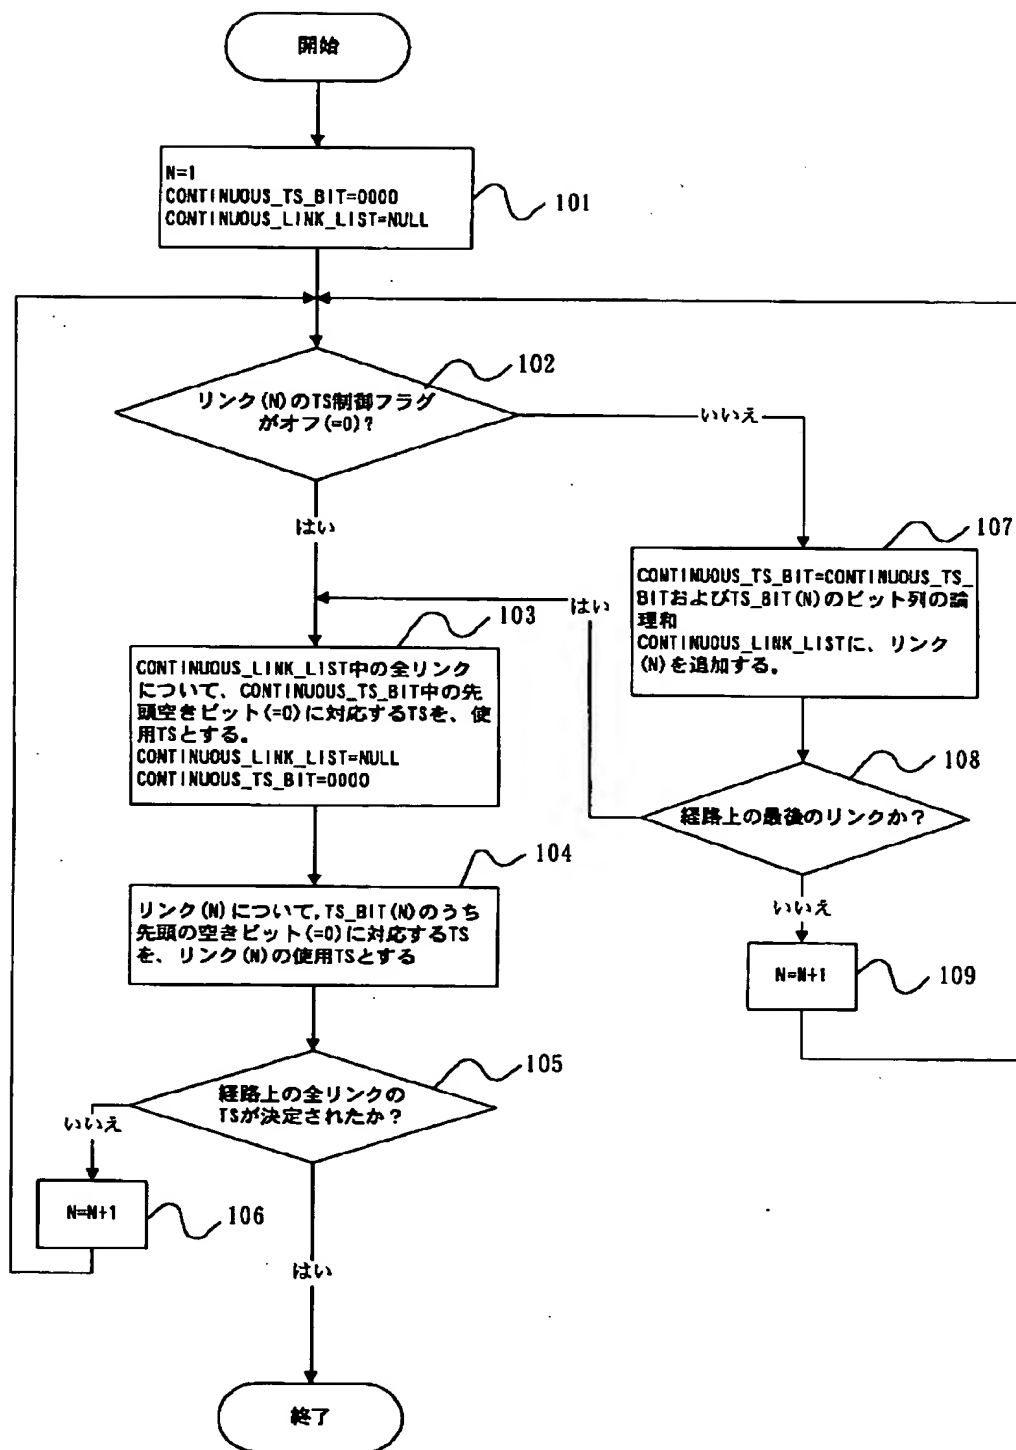 開始
N=1
CONTINUOUS_TS_BIT=0000
CONTINUOUS_LINK_LIST=NULL
101
102
リンク(N)のTS制御フラグ
がオフ(=0)?
いいえ
はい
107
CONTINUOUS_TS_BIT=CONTINUOUS_TS_
BITおよびTS_BIT(N)のビット列の論
理和
CONTINUOUS_LINK_LISTに、リンク
(N)を追加する。
はい
103
CONTINUOUS_LINK_LIST中の全リンク
について、CONTINUOUS_TS_BIT中の先
頭空きビット(=0)に対応するTSを、使
用TSとする。
CONTINUOUS_LINK_LIST=NULL
CONTINUOUS_TS_BIT=0000
108
経路上の最後のリンクか?
104
リンク(N)について,TS_BIT(N)のうち
先頭の空きビット(=0)に対応するTS
を、リンク(N)の使用TSとする
いいえ
N=N+1
109
105
経路上の全リンクの
TSが決定されたか?
いいえ
N=N+1
106
はい
終了